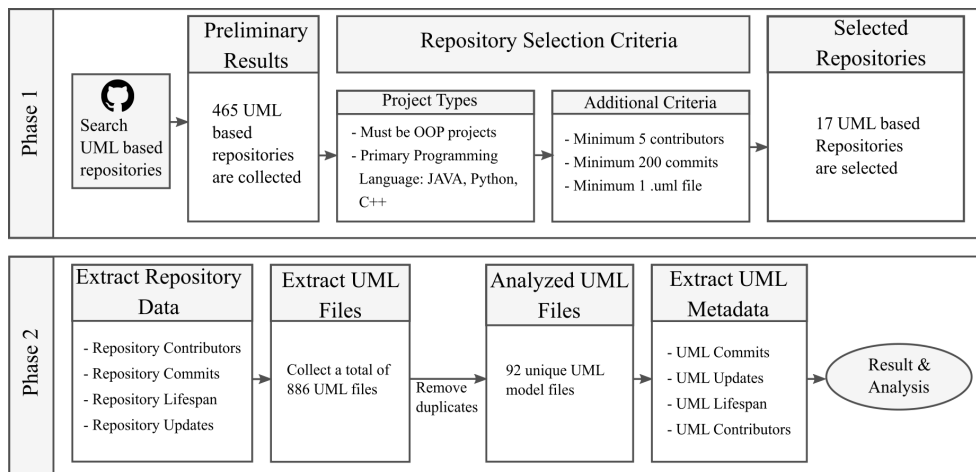 Phase 1
Search
UML based
repositories
Preliminary
Results
465 UML
based
repositories
are collected
Repository Selection Criteria
Project Types
- Must be OOP projects
- Primary Programming
Language: JAVA, Python,
C++
Additional Criteria
- Minimum 5 contributors
- Minimum 200 commits
- Minimum 1 .uml file
Selected
Repositories
17 UML based
Repositories
are selected
Phase 2
Extract Repository
Data
- Repository Contributors
- Repository Commits
- Repository Lifespan
- Repository Updates
Extract UML
Files
Collect a total of
886 UML files
Remove
duplicates
Analyzed UML
Files
92 unique UML
model files
Extract UML
Metadata
- UML Commits
- UML Updates
- UML Lifespan
- UML Contributors
Result &
Analysis